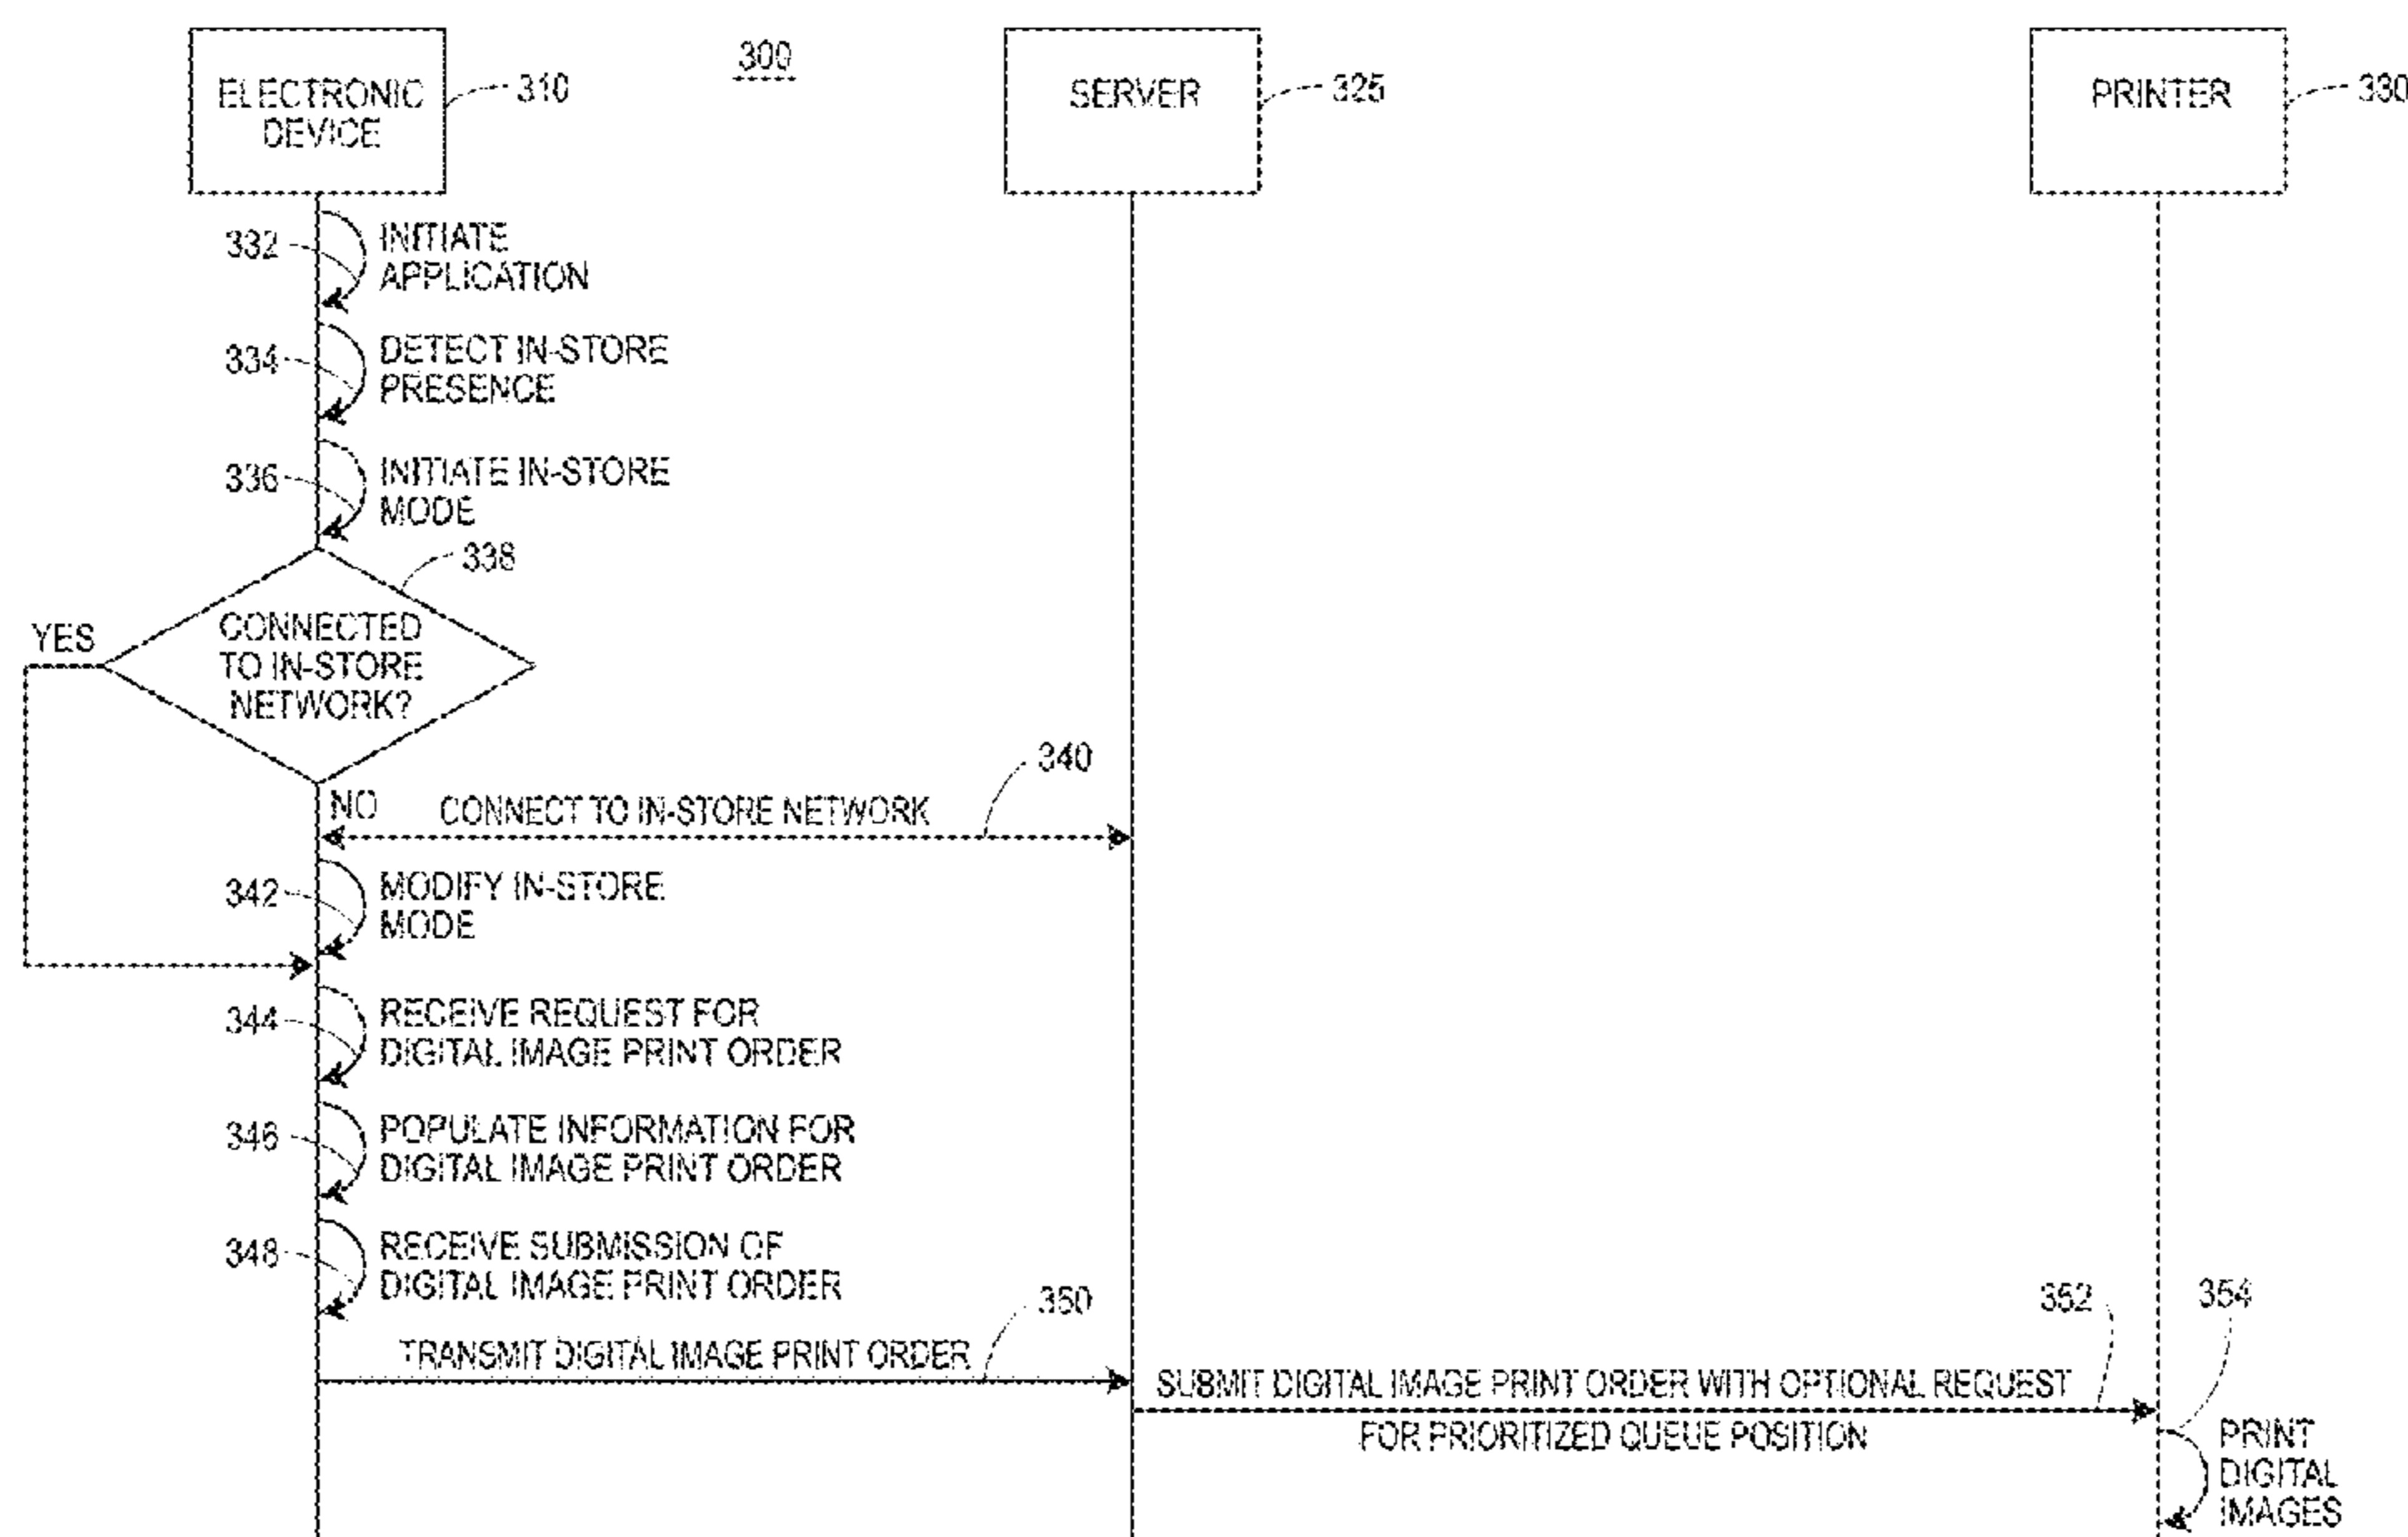 300
ELECTRONIC
DEVICE
310
SERVER
325
PRINTER
330
332
INITIATE
APPLICATION
334
DETECT IN-STORE
PRESENCE
336
INITIATE IN-STORE
MODE
338
YES
CONNECTED
TO IN-STORE
NETWORK?
340
NO
CONNECT TO IN-STORE NETWORK
342
MODIFY IN-STORE
MODE
344
RECEIVE REQUEST FOR
DIGITAL IMAGE PRINT ORDER
346
POPULATE INFORMATION FOR
DIGITAL IMAGE PRINT ORDER
348
RECEIVE SUBMISSION OF
DIGITAL IMAGE PRINT ORDER
350
TRANSMIT DIGITAL IMAGE PRINT ORDER
352
354
SUBMIT DIGITAL IMAGE PRINT ORDER WITH OPTIONAL REQUEST
FOR PRIORITIZED QUEUE POSITION
PRINT
DIGITAL
IMAGES